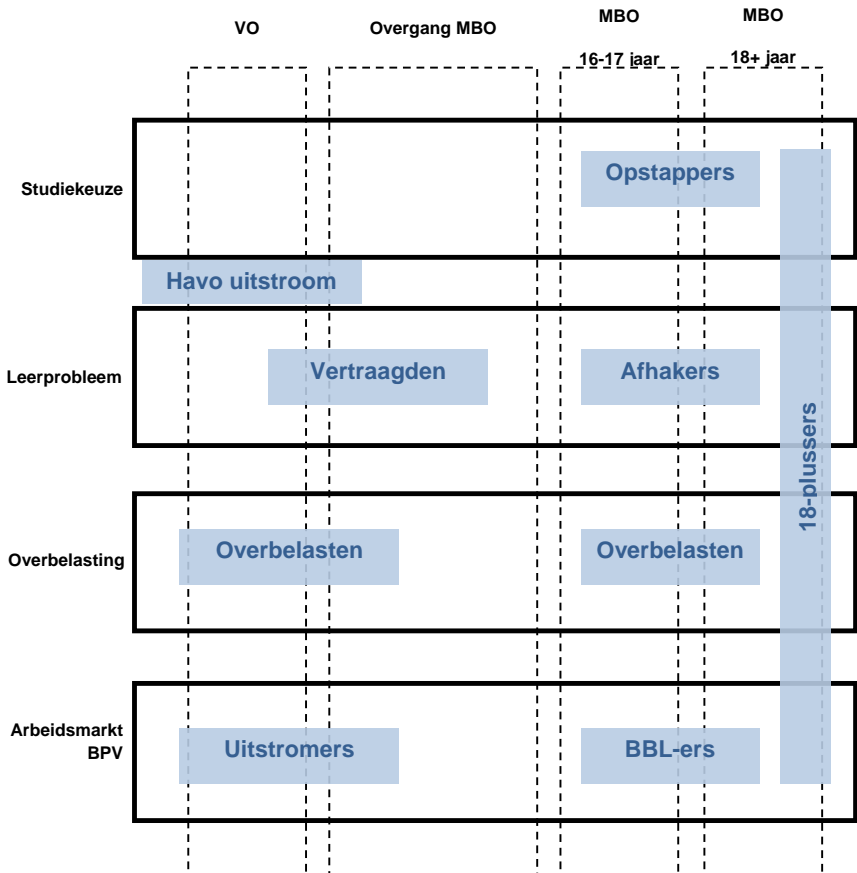 VO
Overgang MBO
MBO
16-17 jaar
MBO
18+ jaar
Studiekeuze
Opstappers
Havo uitstroom
Leerprobleem
Vertraagden
Afhakers
18-plussers
Overbelasting
Overbelasten
Overbelasten
Arbeidsmarkt
BPV
Uitstromers
BBL-ers